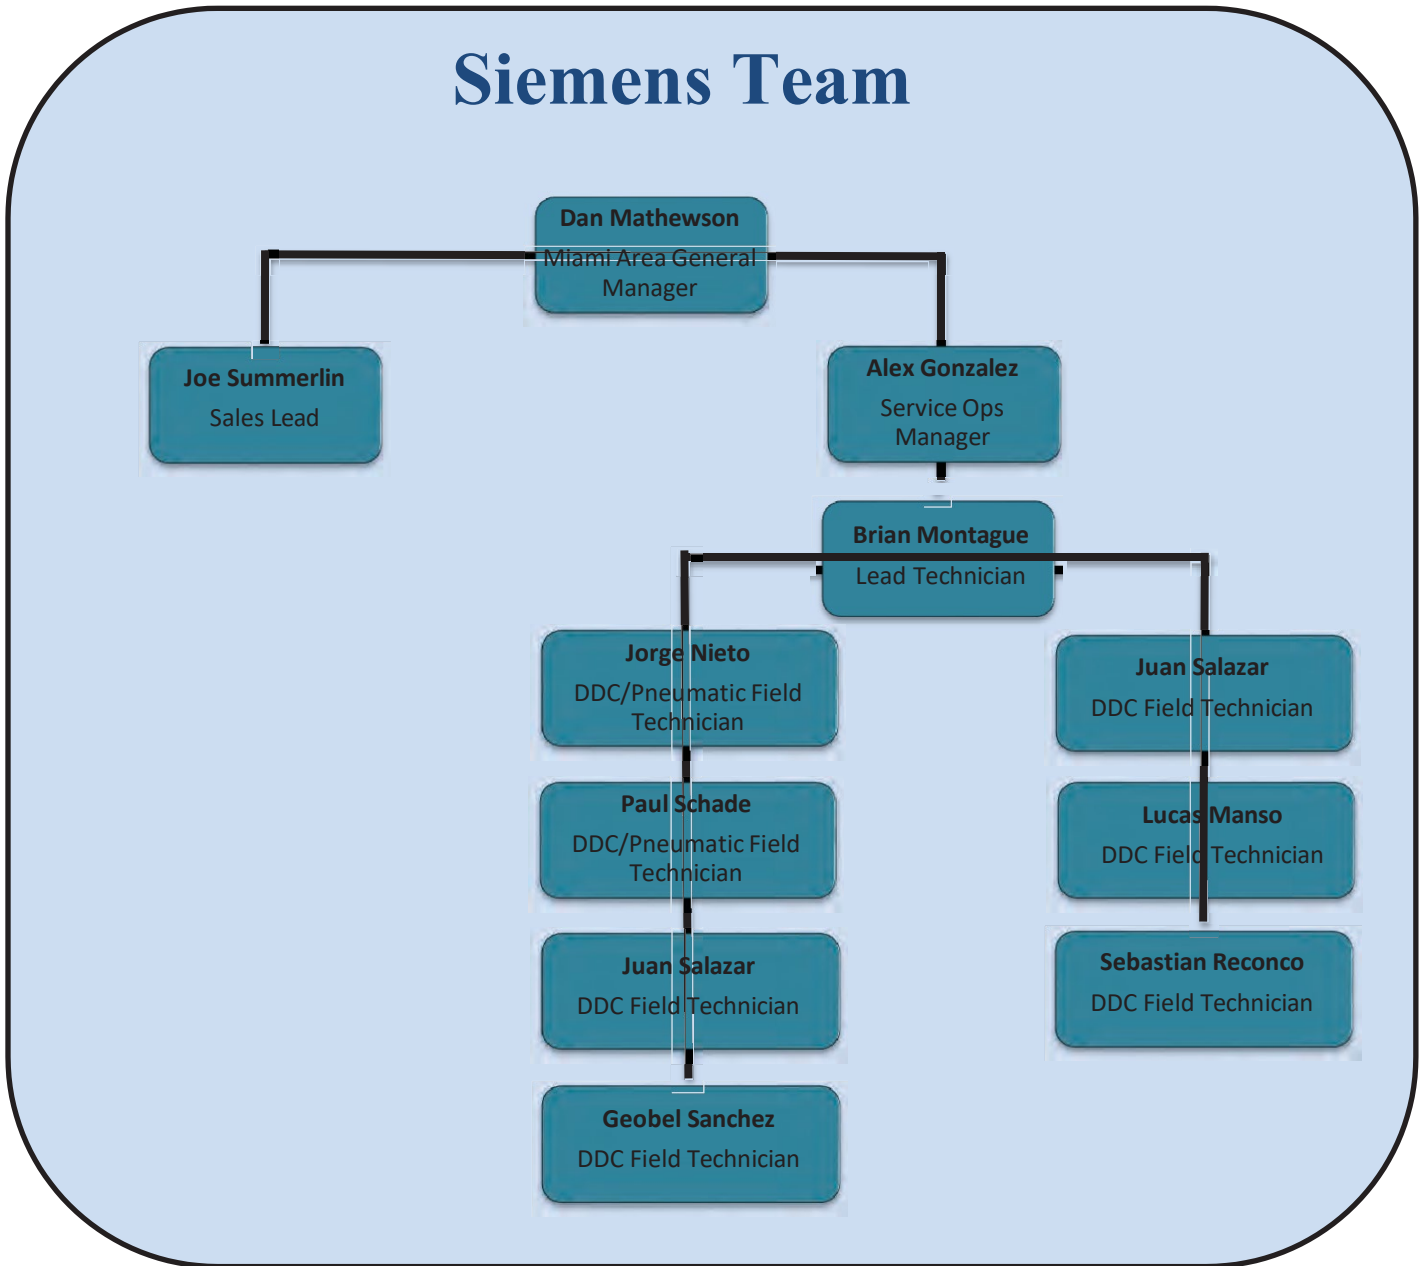 Siemens Team
Dan Mathewson
Miami Area General
Manager
Joe Summerlin
Sales Lead
Alex Gonzalez
Service Ops
Manager
Brian Montague
Lead Technician
Jorge Nieto
DDC/Pneumatic Field
Technician
Paul Schade
DDC/Pneumatic Field
Technician
Juan Salazar
DDC Field Technician
Geobel Sanchez
DDC Field Technician
Juan Salazar
DDC Field Technician
Lucas Manso
DDC Field Technician
Sebastian Reconco
DDC Field Technician